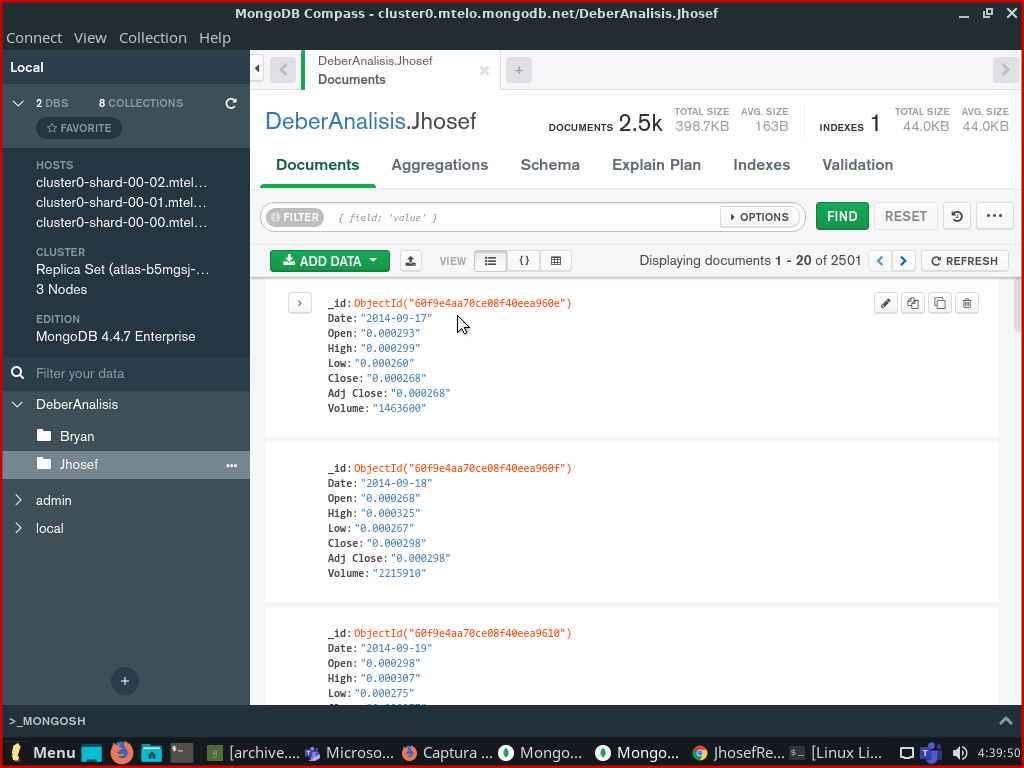 MongoDB Compass - cluster0.mtelo.mongodb.net/DeberAnalisis.Jhosef
Connect View Collection Help
Local
2 DBS 8 COLLECTIONS
FAVORITE
HOSTS
cluster0-shard-00-02.mtel...
cluster0-shard-00-01.mtel...
cluster0-shard-00-00.mtel...
CLUSTER
Replica Set (atlas-b5mgsj-...
3 Nodes
EDITION
MongoDB 4.4.7 Enterprise
Filter your data
DeberAnalisis
Bryan
Jhosef
admin
local
DeberAnalisis.Jhosef
Documents
DeberAnalisis.Jhosef
DOCUMENTS 2.5k TOTAL SIZE 398.7KB AVG. SIZE 163B INDEXES 1 TOTAL SIZE 44.0KB AVG. SIZE 44.0KB
Documents Aggregations Schema Explain Plan Indexes Validation
FILTER { field: 'value' } OPTIONS FIND RESET
ADD DATA VIEW {} Displaying documents 1 - 20 of 2501 < > REFRESH
_id:ObjectId("60f9e4aa70ce08f40eea960e")
Date:"2014-09-17"
Open:"0.000293"
High:"0.000299"
Low:"0.000260"
Close:"0.000268"
Adj Close:"0.000268"
Volume:"1463600"
_id:ObjectId("60f9e4aa70ce08f40eea960f")
Date:"2014-09-18"
Open:"0.000268"
High:"0.000325"
Low:"0.000267"
Close:"0.000298"
Adj Close:"0.000298"
Volume:"2215910"
_id:ObjectId("60f9e4aa70ce08f40eea9610")
Date:"2014-09-19"
Open:"0.000298"
High:"0.000307"
Low:"0.000275"
>_MONGOSH
Menu [archive.... Microso... Captura ... Mongo... Mongo... JhosefRe... [Linux Li... 4:39:50